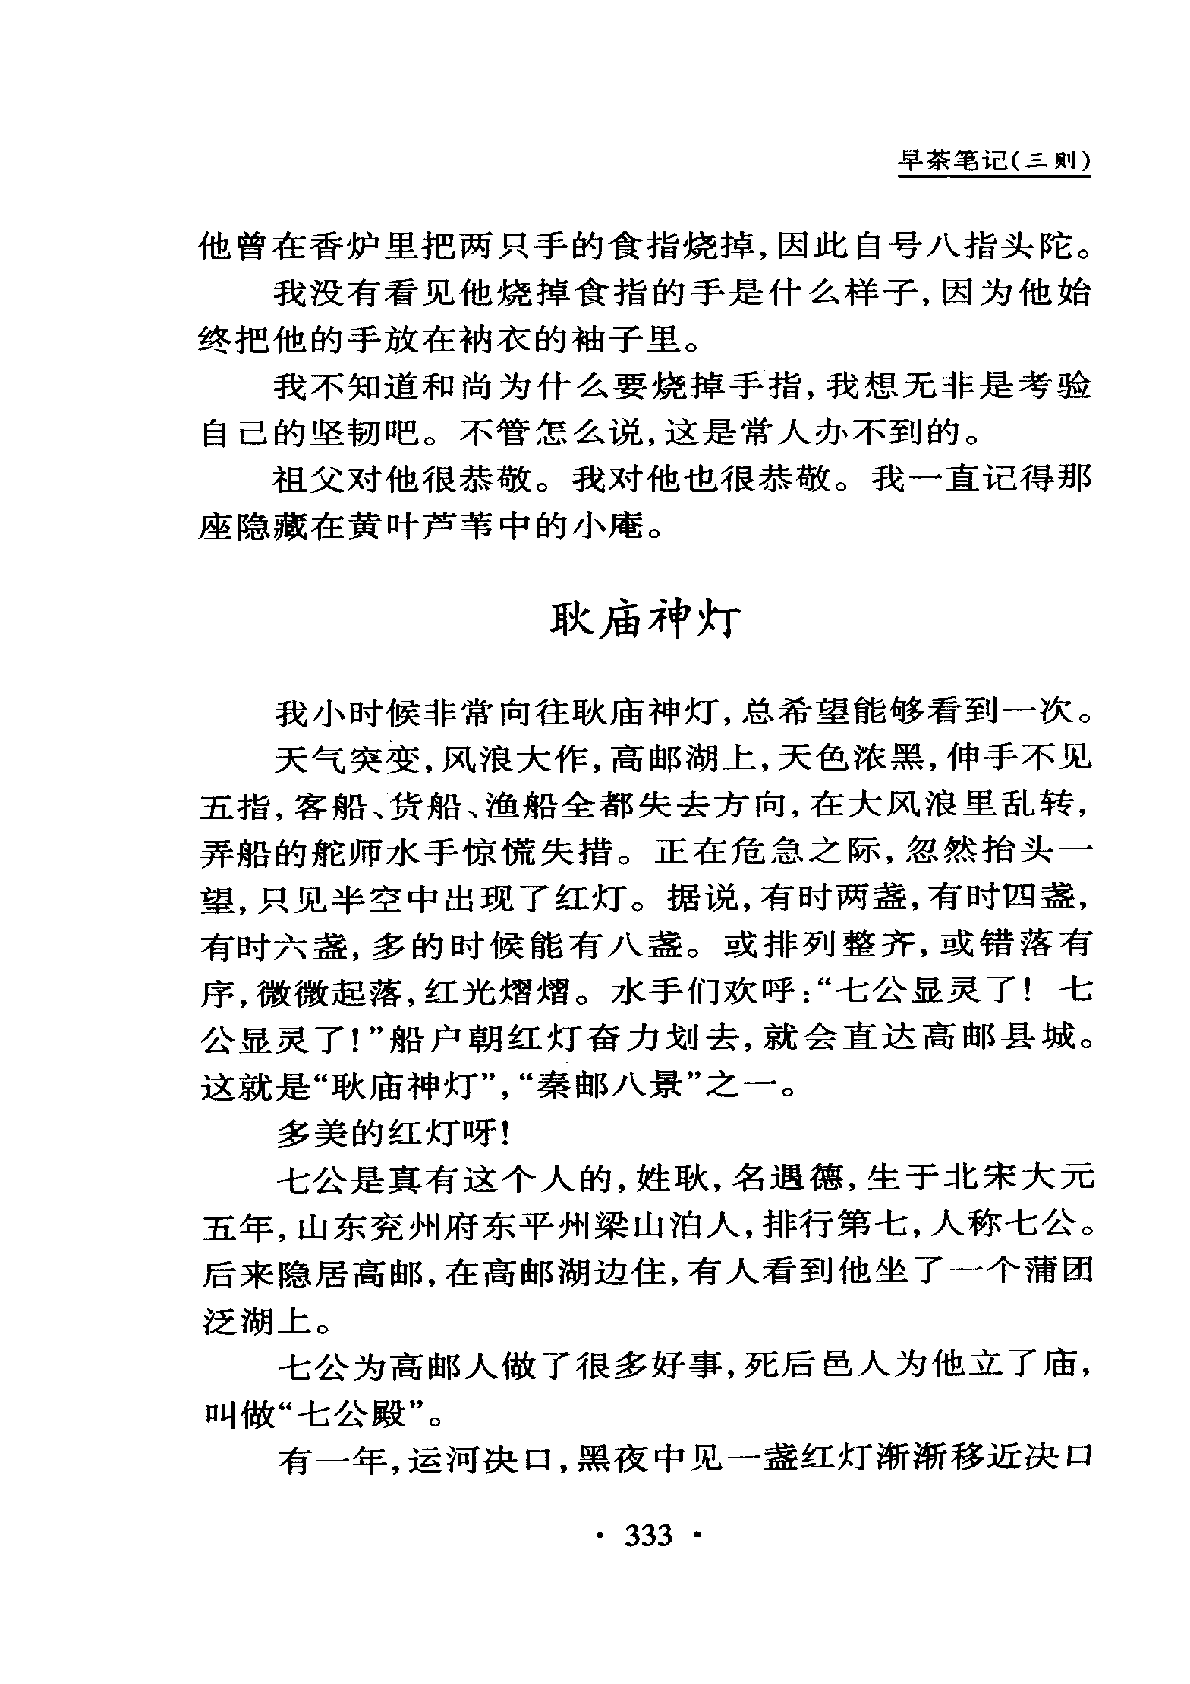 早茶笔记(三则)
他曾在香炉里把两只手的食指烧掉,因此自号八指头陀。
我没有看见他烧掉食指的手是什么样子,因为他始
终把他的手放在衲衣的袖子里。
我不知道和尚为什么要烧掉手指,我想无非是考验
自己的坚韧吧。不管怎么说,这是常人办不到的。
祖父对他很恭敬。我对他也很恭敬。我一直记得那
座隐藏在黄叶芦苇中的小庵。
耿庙神灯
我小时候非常向往耿庙神灯,总希望能够看到一次。
天气突变,风浪大作,高邮湖上,天色浓黑,伸手不见
五指,客船、货船、渔船全都失去方向,在大风浪里乱转,
弄船的舵师水手惊慌失措。正在危急之际,忽然抬头一
望,只见半空中出现了红灯。据说,有时两盏,有时四盏,
有时六盏,多的时候能有八盏。或排列整齐,或错落有
序,微微起落,红光熠熠。水手们欢呼:“七公显灵了!七
公显灵了!”船户朝红灯奋力划去,就会直达高邮县城。
这就是“耿庙神灯”,“秦邮八景”之一。
多美的红灯呀!
七公是真有这个人的,姓耿,名遇德,生于北宋大元
五年,山东兖州府东平州梁山泊人,排行第七,人称七公。
后来隐居高邮,在高邮湖边住,有人看到他坐了一个蒲团
泛湖上。
七公为高邮人做了很多好事,死后邑人为他立了庙,
叫做“七公殿”。
有一年,运河决口,黑夜中见一盏红灯渐渐移近决口
· 333 ·